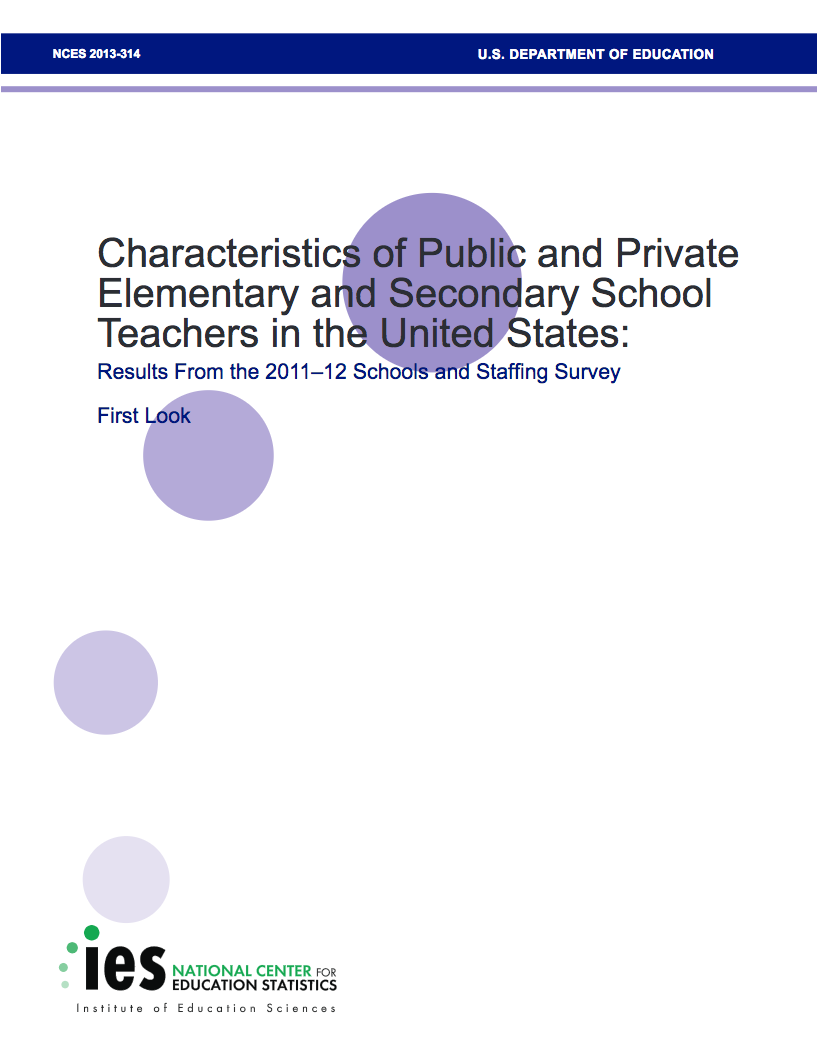 NCES 2013-314 U.S. DEPARTMENT OF EDUCATION
Characteristics of Public and Private
Elementary and Secondary School
Teachers in the United States:
Results From the 2011–12 Schools and Staffing Survey
First Look
ies NATIONAL CENTER FOR
EDUCATION STATISTICS
Institute of Education Sciences